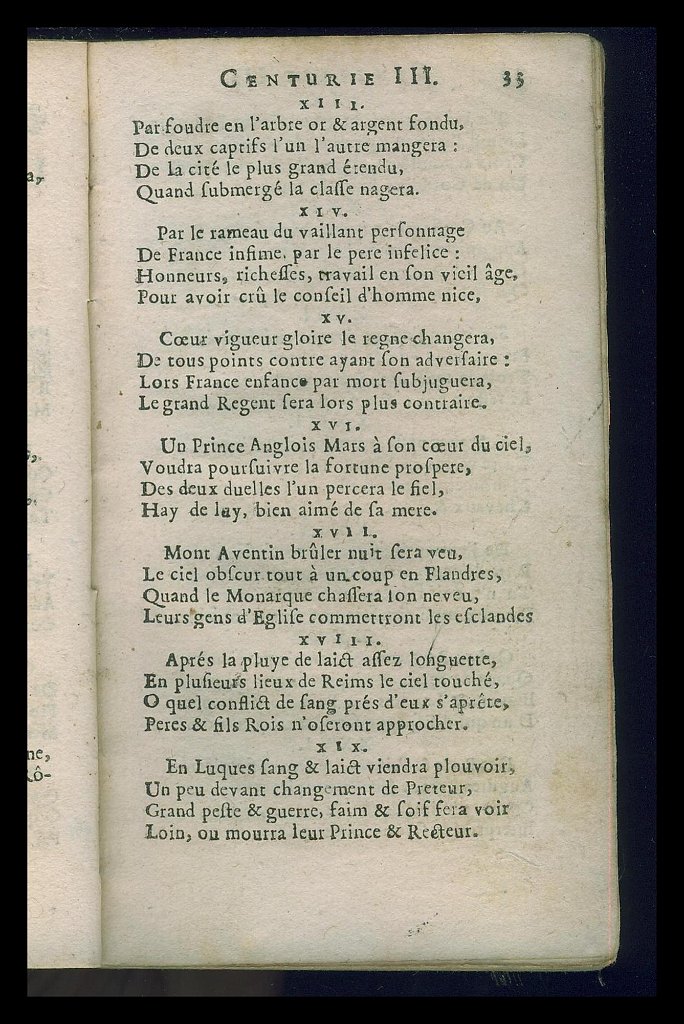 CENTURIE III. 33
XIII.
Par foudre en l'arbre or & argent fondu,
De deux captifs l'un l'autre mangera :
De la cité le plus grand étendu,
Quand ſubmergé la claſſe nagera.
XIV.
Par le rameau du vaillant perſonnage
De France infime, par le pere infelice :
Honneurs, richeſſes, travail en ſon vieil âge,
Pour avoir crû le conſeil d'homme nice,
XV.
Cœur vigueur gloire le regne changera,
De tous points contre ayant ſon adverſaire :
Lors France enfance par mort ſubjuguera,
Le grand Regent ſera lors plus contraire.
XVI.
Un Prince Anglois Mars à ſon cœur du ciel,
Voudra pourſuivre la fortune proſpere,
Des deux duelles l'un percera le fiel,
Hay de luy, bien aimé de ſa mere.
XVII.
Mont Aventin brûler nuit ſera veu,
Le ciel obſcur tout à un coup en Flandres,
Quand le Monarque chaſſera ſon neveu,
Leurs gens d'Egliſe commettront les eſclandes
XVIII.
Aprés la pluye de laict aſſez longuette,
En pluſieurs lieux de Reims le ciel touché,
O quel conflict de ſang prés d'eux s'aprête,
Peres & fils Rois n'oſeront approcher.
XIX.
En Luques ſang & laict viendra plouvoir,
Un peu devant changement de Preteur,
Grand peſte & guerre, faim & ſoif fera voir
Loin, ou mourra leur Prince & Recteur.
a,
ne,
Rô-